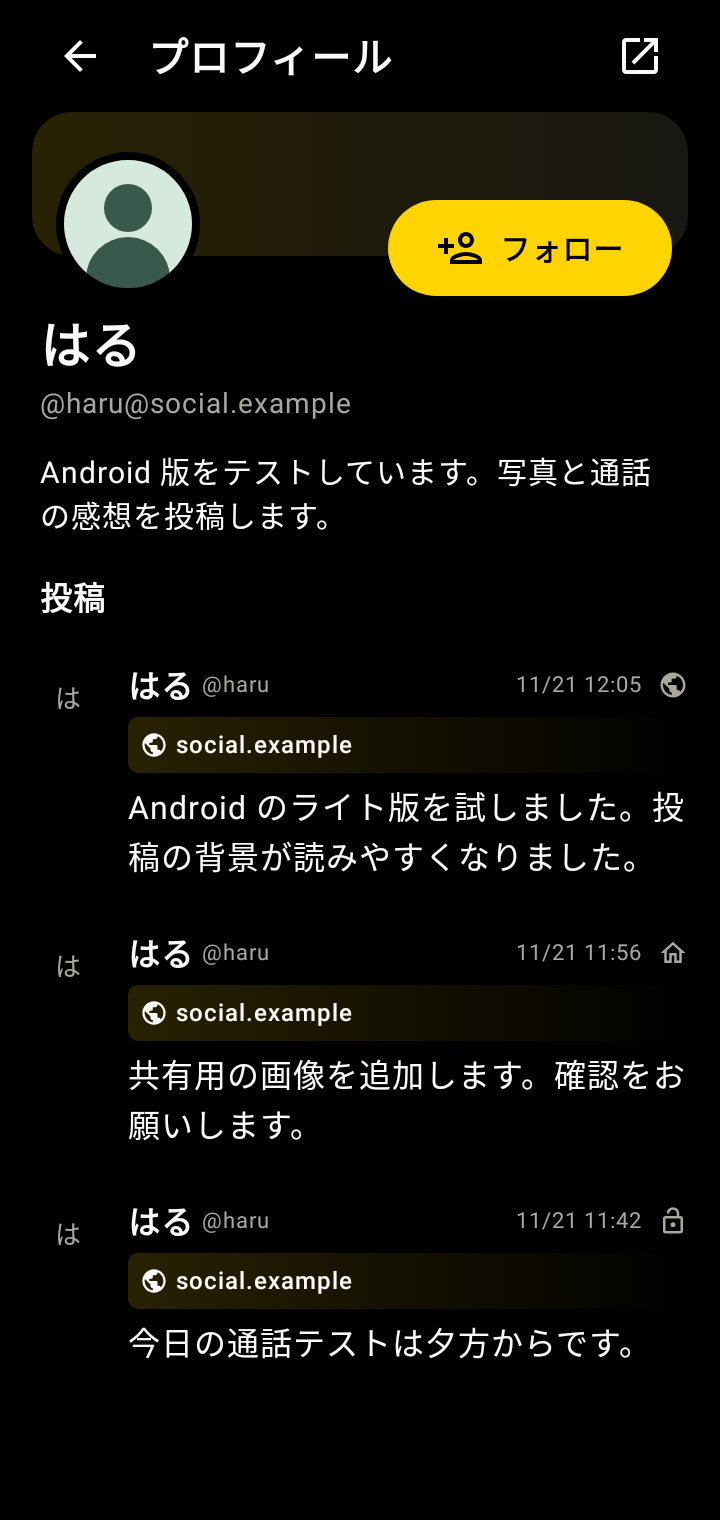 プロフィール
フォロー
はる
@haru@social.example
Android 版をテストしています。写真と通話
の感想を投稿します。
投稿
は
はる @haru 11/21 12:05
social.example
Android のライト版を試しました。投
稿の背景が読みやすくなりました。
は
はる @haru 11/21 11:56
social.example
共有用の画像を追加します。確認をお
願いします。
は
はる @haru 11/21 11:42
social.example
今日の通話テストは夕方からです。